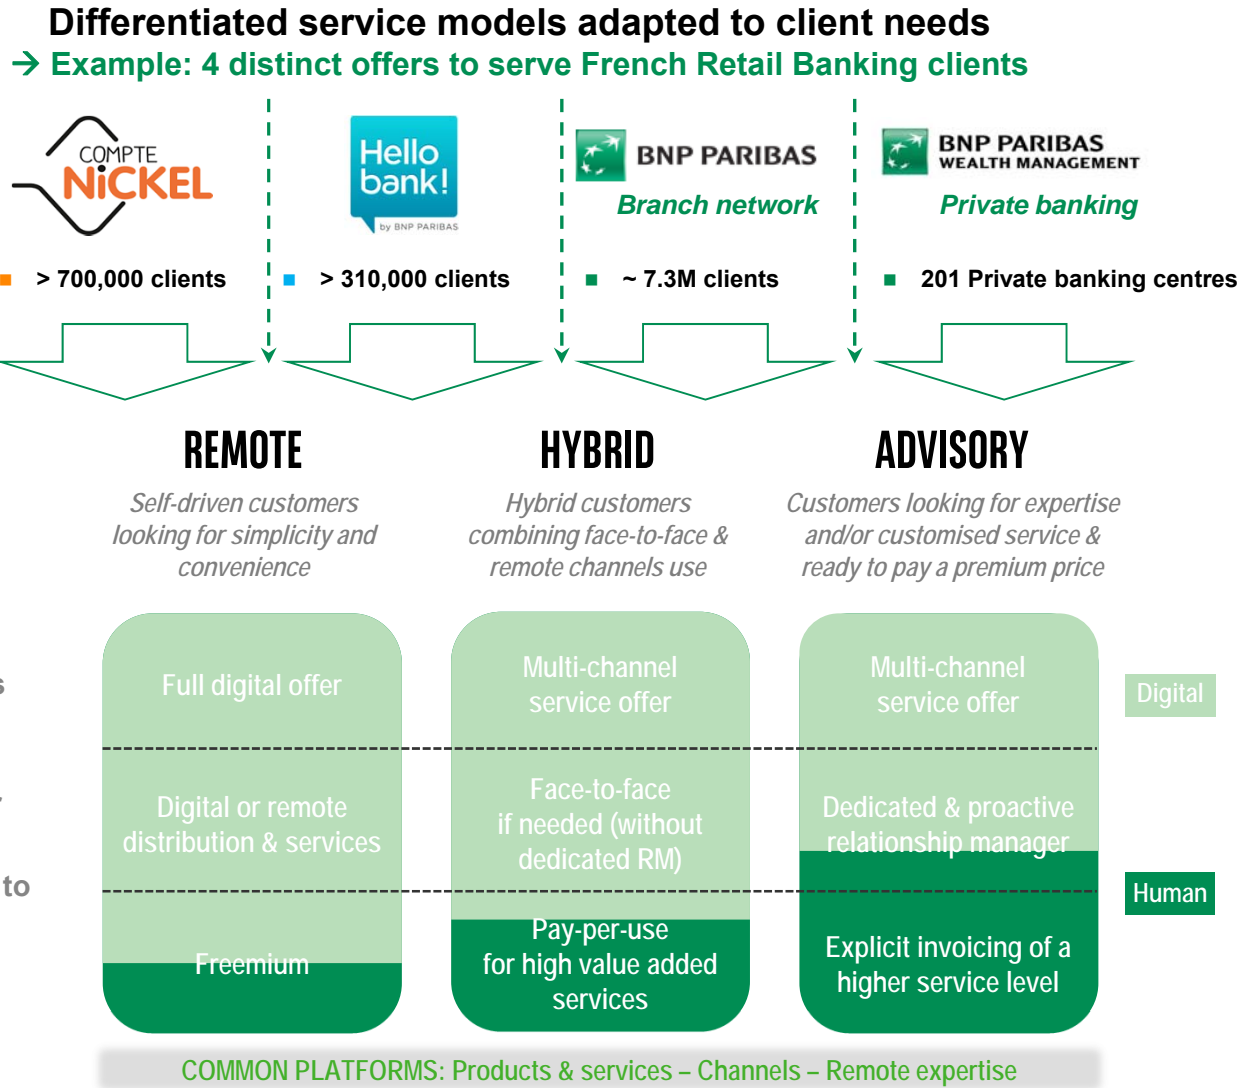 Differentiated service models adapted to client needs
→ Example: 4 distinct offers to serve French Retail Banking clients
COMPTE
NiCKEL
Hello
bank!
by BNP PARIBAS
BNP PARIBAS
Branch network
BNP PARIBAS
WEALTH MANAGEMENT
Private banking
■ > 700,000 clients
■ > 310,000 clients
■ ~ 7.3M clients
■ 201 Private banking centres
REMOTE
Self-driven customers
looking for simplicity and
convenience
HYBRID
Hybrid customers
combining face-to-face &
remote channels use
ADVISORY
Customers looking for expertise
and/or customised service &
ready to pay a premium price
Full digital offer
Multi-channel
service offer
Multi-channel
service offer
Digital
Digital or remote
distribution & services
Face-to-face
if needed (without
dedicated RM)
Dedicated & proactive
relationship manager
to
Human
Freemium
Pay-per-use
for high value added
services
Explicit invoicing of a
higher service level
COMMON PLATFORMS: Products & services – Channels – Remote expertise